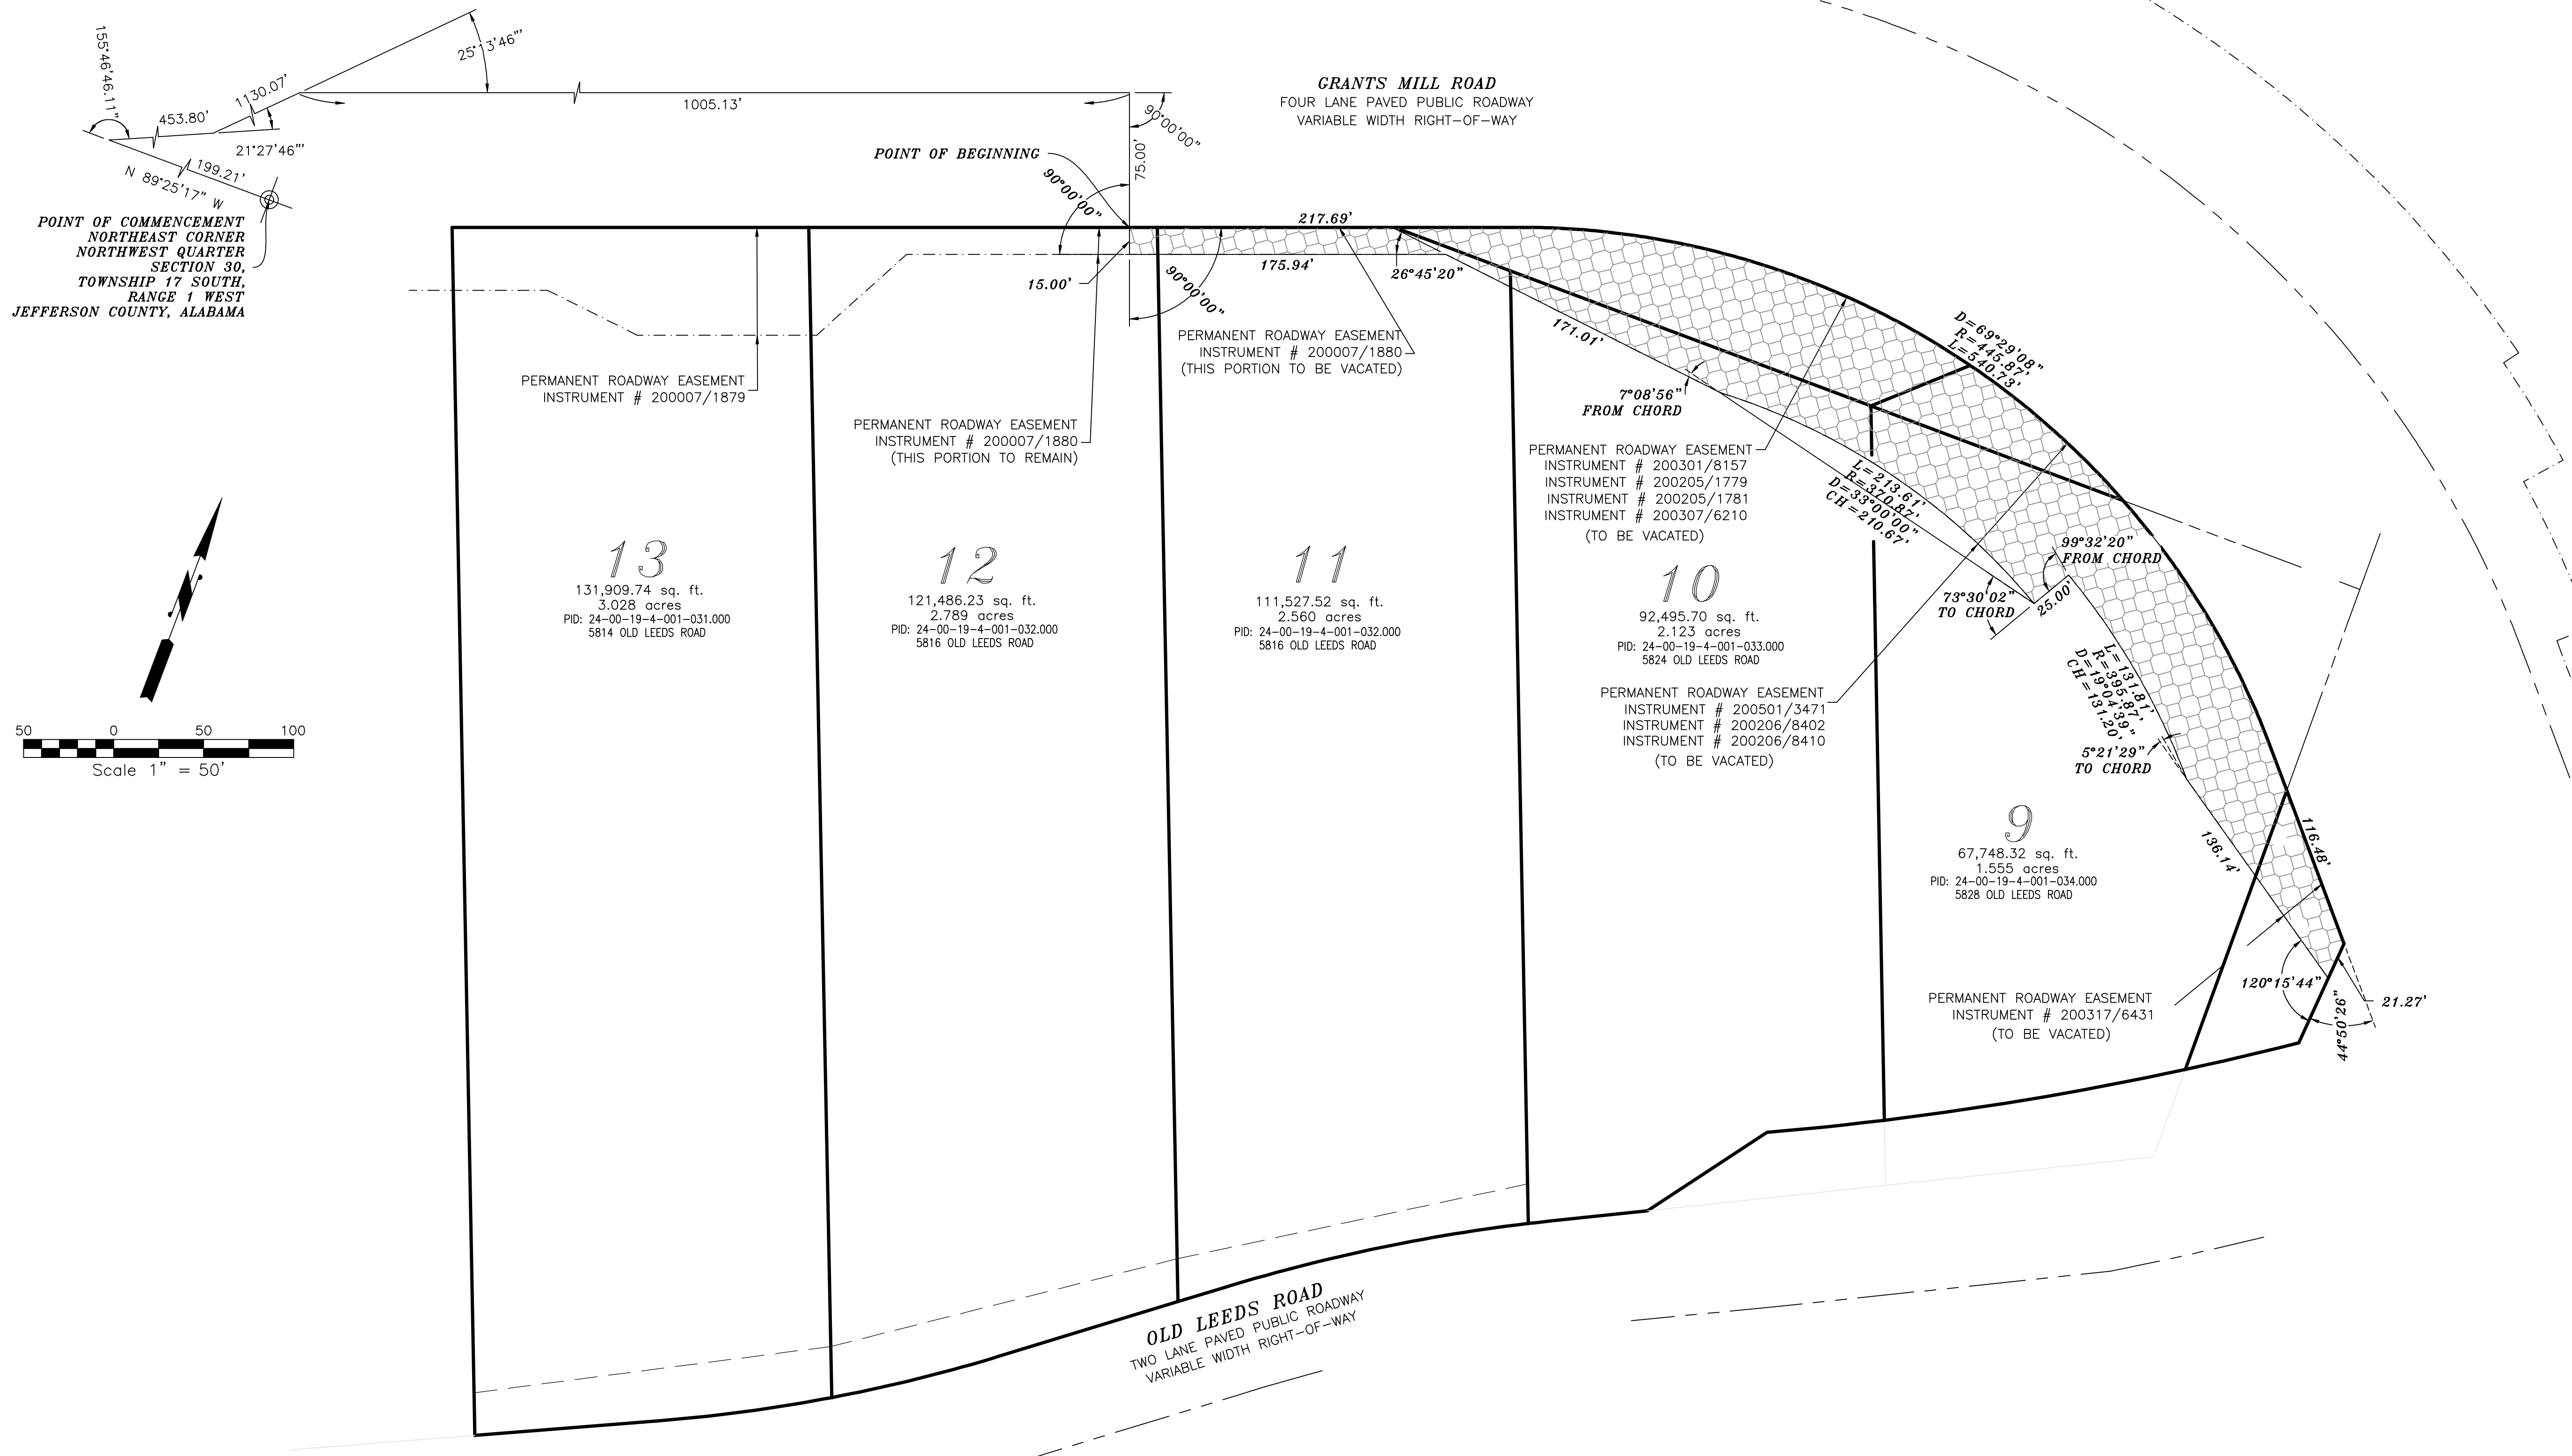 155°46'46.11"
453.80'
1130.07'
25°13'46"'
21°27'46"'
199.21'
N 89°25'17" W
1005.13'
90°00'00"
75.00'
POINT OF COMMENCEMENT
NORTHEAST CORNER
NORTHWEST QUARTER
SECTION 30,
TOWNSHIP 17 SOUTH,
RANGE 1 WEST
JEFFERSON COUNTY, ALABAMA
GRANTS MILL ROAD
FOUR LANE PAVED PUBLIC ROADWAY
VARIABLE WIDTH RIGHT-OF-WAY
POINT OF BEGINNING
90°00'00"
15.00'
90°00'00"
217.69'
175.94'
26°45'20"
171.01'
7°08'56"
FROM CHORD
D=69°29'08"
R=445.87'
L=540.73'
PERMANENT ROADWAY EASEMENT
INSTRUMENT # 200007/1879
PERMANENT ROADWAY EASEMENT
INSTRUMENT # 200007/1880
(THIS PORTION TO REMAIN)
PERMANENT ROADWAY EASEMENT
INSTRUMENT # 200007/1880
(THIS PORTION TO BE VACATED)
PERMANENT ROADWAY EASEMENT
INSTRUMENT # 200301/8157
INSTRUMENT # 200205/1779
INSTRUMENT # 200205/1781
INSTRUMENT # 200307/6210
(TO BE VACATED)
L=213.61'
R=370.87'
D=33°00'00"
CH=210.67'
99°32'20"
FROM CHORD
73°30'02"
TO CHORD
25.00'
13
131,909.74 sq. ft.
3.028 acres
PID: 24-00-19-4-001-031.000
5814 OLD LEEDS ROAD
12
121,486.23 sq. ft.
2.789 acres
PID: 24-00-19-4-001-032.000
5816 OLD LEEDS ROAD
11
111,527.52 sq. ft.
2.560 acres
PID: 24-00-19-4-001-032.000
5816 OLD LEEDS ROAD
10
92,495.70 sq. ft.
2.123 acres
PID: 24-00-19-4-001-033.000
5824 OLD LEEDS ROAD
PERMANENT ROADWAY EASEMENT
INSTRUMENT # 200501/3471
INSTRUMENT # 200206/8402
INSTRUMENT # 200206/8410
(TO BE VACATED)
L=131.81'
R=395.87'
D=19°04'39"
CH=131.20'
5°21'29"
TO CHORD
50 0 50 100
Scale 1" = 50'
9
67,748.32 sq. ft.
1.555 acres
PID: 24-00-19-4-001-034.000
5828 OLD LEEDS ROAD
136.14'
116.48'
120°15'44"
44°50'26"
21.27'
PERMANENT ROADWAY EASEMENT
INSTRUMENT # 200317/6431
(TO BE VACATED)
OLD LEEDS ROAD
TWO LANE PAVED PUBLIC ROADWAY
VARIABLE WIDTH RIGHT-OF-WAY